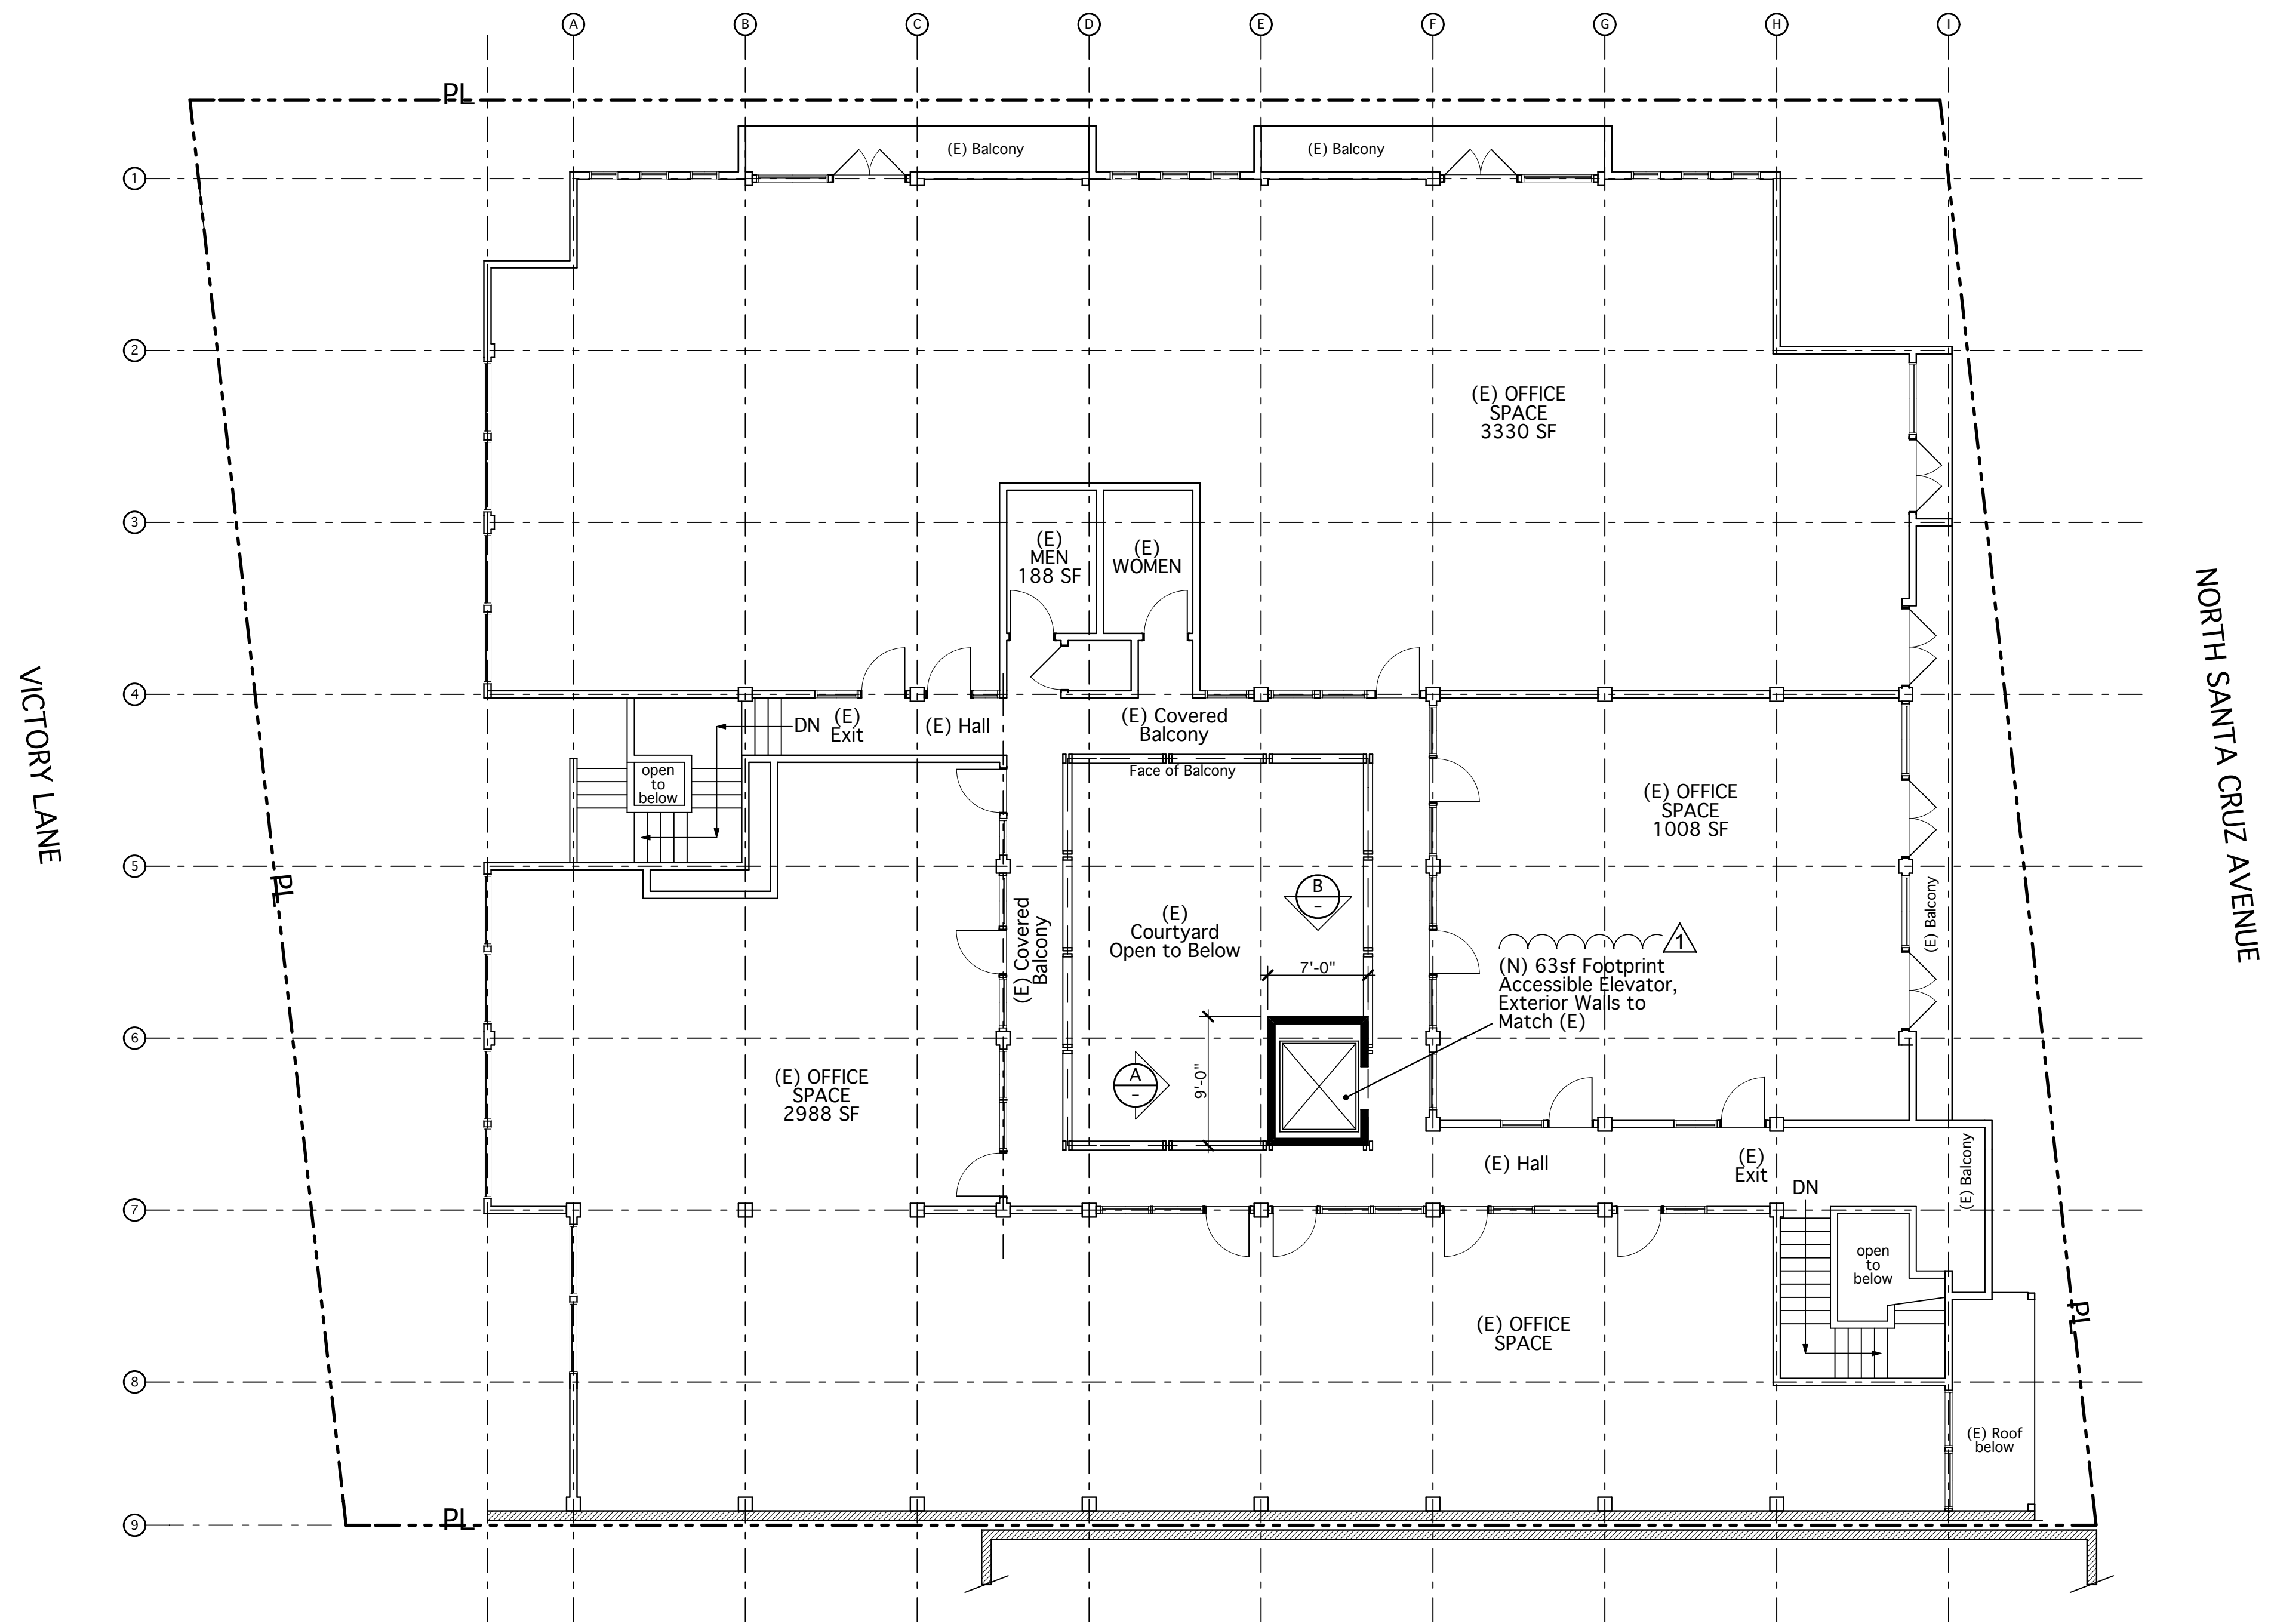 A B C D E F G H I
PL
(E) Balcony
(E) Balcony
1
2
(E) OFFICE
SPACE
3330 SF
3
(E)
MEN
188 SF
(E)
WOMEN
NORTH SANTA CRUZ AVENUE
VICTORY LANE
4
DN
(E)
Exit
(E) Hall
(E) Covered
Balcony
Face of Balcony
open
to
below
(E) OFFICE
SPACE
1008 SF
5
PL
(E) Covered
Balcony
(E)
Courtyard
Open to Below
B
–
(E) Balcony
1
7'-0"
(N) 63sf Footprint
Accessible Elevator,
Exterior Walls to
Match (E)
6
(E) OFFICE
SPACE
2988 SF
A
–
9'-0"
(E) Hall
(E)
Exit
DN
(E) Balcony
7
open
to
below
PL
(E) OFFICE
SPACE
8
(E) Roof
below
9
PL